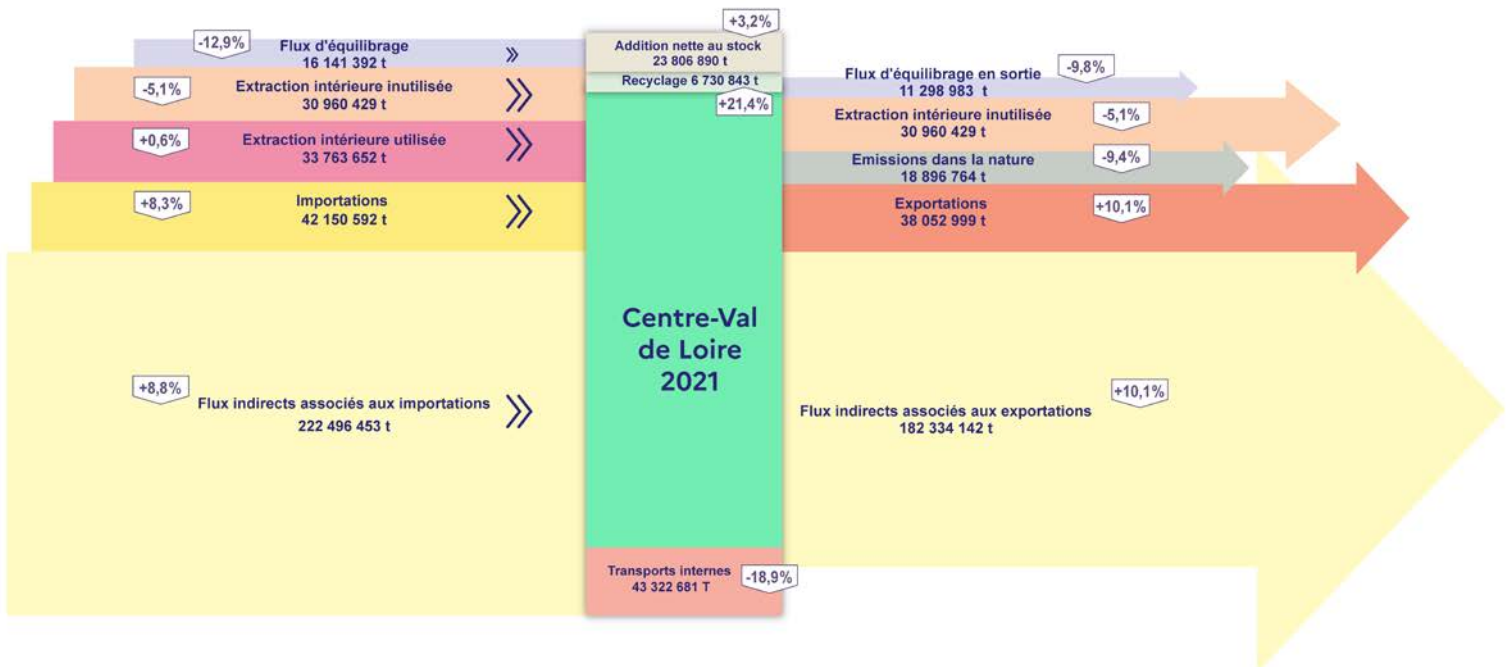 -12,9%
Flux d'équilibrage
16 141 392 t
-5,1%
Extraction intérieure inutilisée
30 960 429 t
+0,6%
Extraction intérieure utilisée
33 763 652 t
+8,3%
Importations
42 150 592 t
+8,8%
Flux indirects associés aux importations
222 496 453 t
+3,2%
Addition nette au stock
23 806 890 t
Recyclage 6 730 843 t
+21,4%
Centre-Val
de Loire
2021
Transports internes
43 322 681 T
-18,9%
Flux d'équilibrage en sortie
11 298 983 t
-9,8%
Extraction intérieure inutilisée
30 960 429 t
-5,1%
Emissions dans la nature
18 896 764 t
-9,4%
Exportations
38 052 999 t
+10,1%
Flux indirects associés aux exportations
182 334 142 t
+10,1%